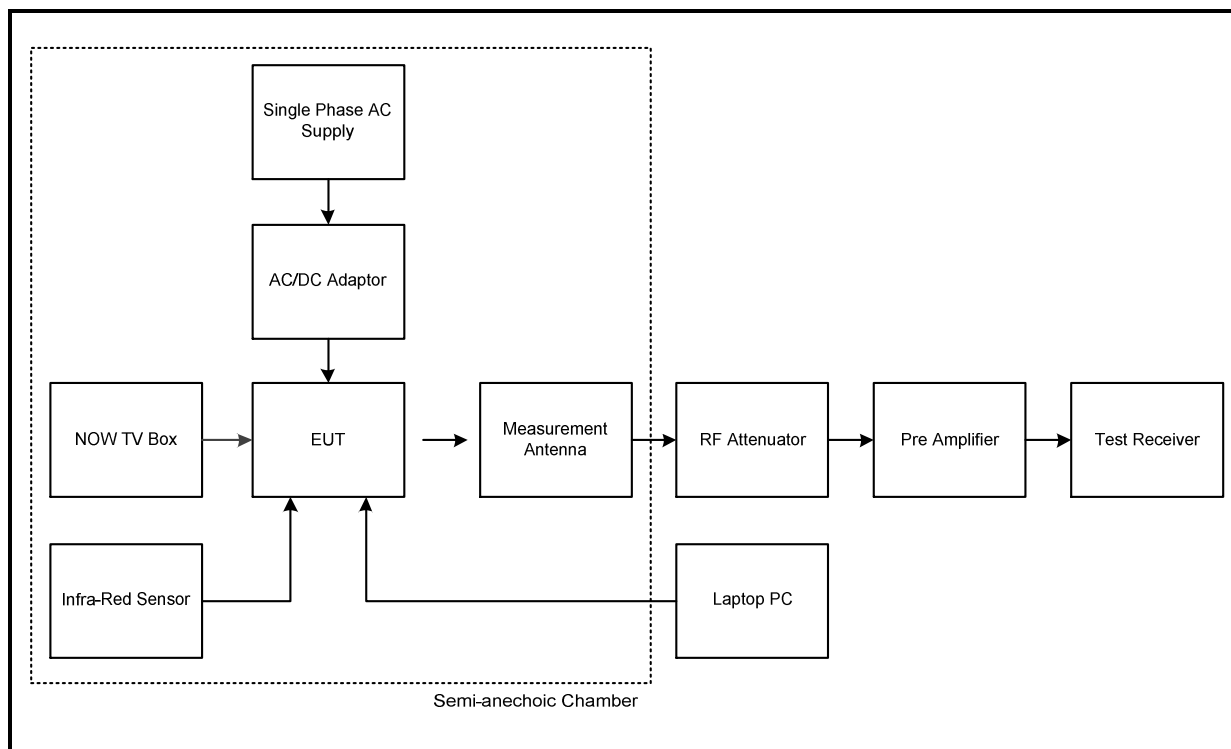 Single Phase AC
Supply
AC/DC Adaptor
NOW TV Box
EUT
Measurement
Antenna
RF Attenuator
Pre Amplifier
Test Receiver
Infra-Red Sensor
Laptop PC
Semi-anechoic Chamber